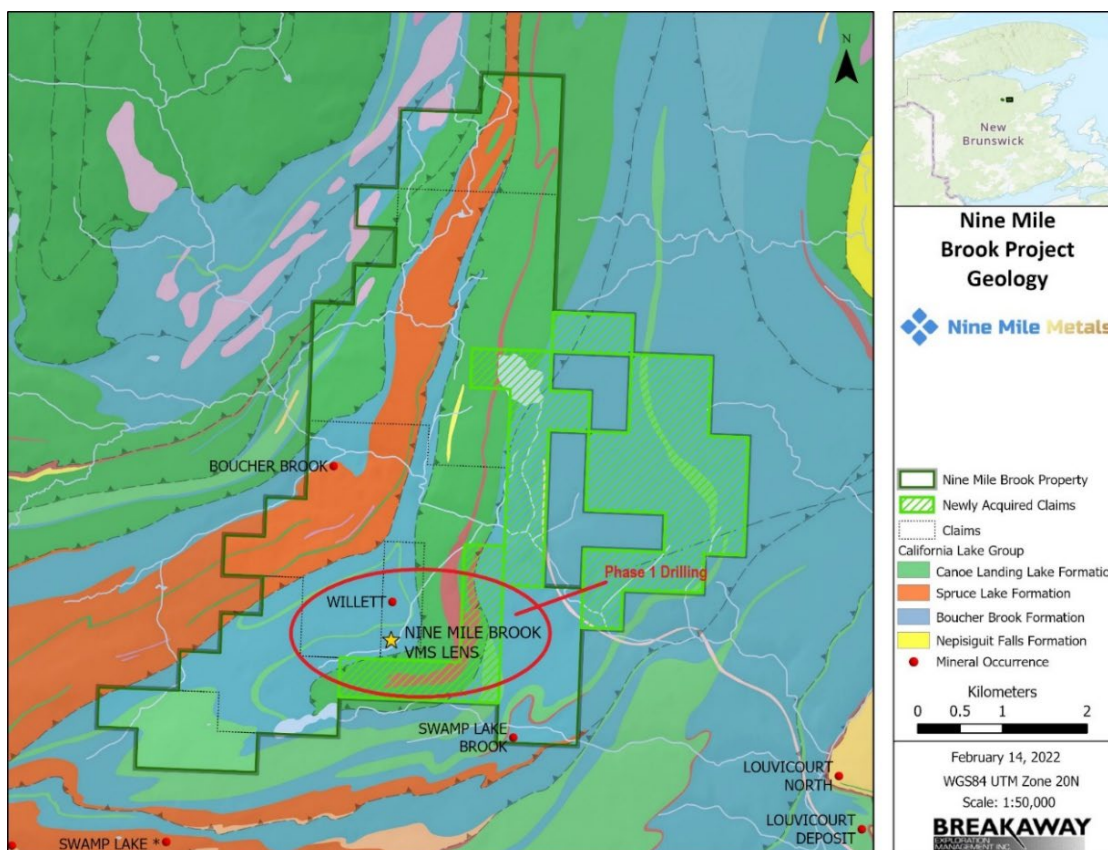 N
BOUCHER BROOK
Phase 1 Drilling
WILLETT
NINE MILE BROOK
VMS LENS
SWAMP LAKE
BROOK
LOUVICOURT
NORTH
LOUVICOURT
DEPOSIT
SWAMP LAKE *
New
Brunswick
Nine Mile
Brook Project
Geology
Nine Mile Metals
Nine Mile Brook Property
Newly Acquired Claims
Claims
California Lake Group
Canoe Landing Lake Formation
Spruce Lake Formation
Boucher Brook Formation
Nepisiguit Falls Formation
Mineral Occurrence
Kilometers
0 0.5 1 2
February 14, 2022
WGS84 UTM Zone 20N
Scale: 1:50,000
BREAKAWAY
EXPLORATION
MANAGEMENT INC